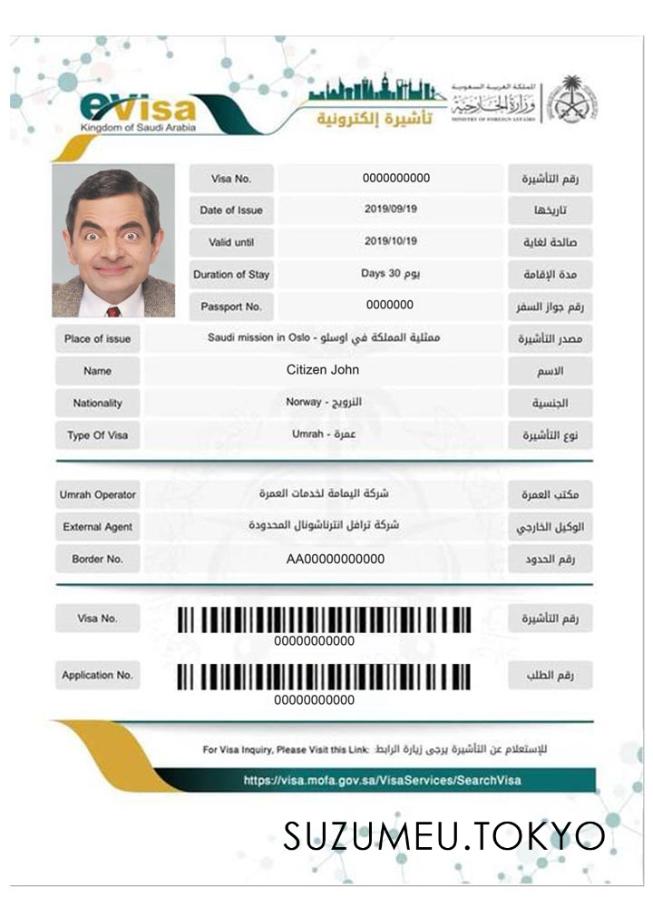 eVisa
Kingdom of Saudi Arabia
تأشيرة إلكترونية
المملكة العربية السعودية
وزارة الخارجية
MINISTRY OF FOREIGN AFFAIRS
Visa No. 0000000000 رقم التأشيرة
Date of Issue 2019/09/19 تاريخها
Valid until 2019/10/19 صالحة لغاية
Duration of Stay Days 30 يوم مدة الإقامة
Passport No. 0000000 رقم جواز السفر
Place of issue Saudi mission in Oslo - ممثلية المملكة في اوسلو مصدر التأشيرة
Name Citizen John الاسم
Nationality Norway - النرويج الجنسية
Type Of Visa Umrah - عمرة نوع التأشيرة
Umrah Operator شركة اليمامة لخدمات العمرة مكتب العمرة
External Agent شركة ترافل انترناشونال المحدودة الوكيل الخارجي
Border No. AA00000000000 رقم الحدود
Visa No. رقم التأشيرة
00000000000
Application No. رقم الطلب
00000000000
For Visa Inquiry, Please Visit this Link: للإستعلام عن التأشيرة يرجى زيارة الرابط:
https://visa.mofa.gov.sa/VisaServices/SearchVisa
SUZUMEU.TOKYO